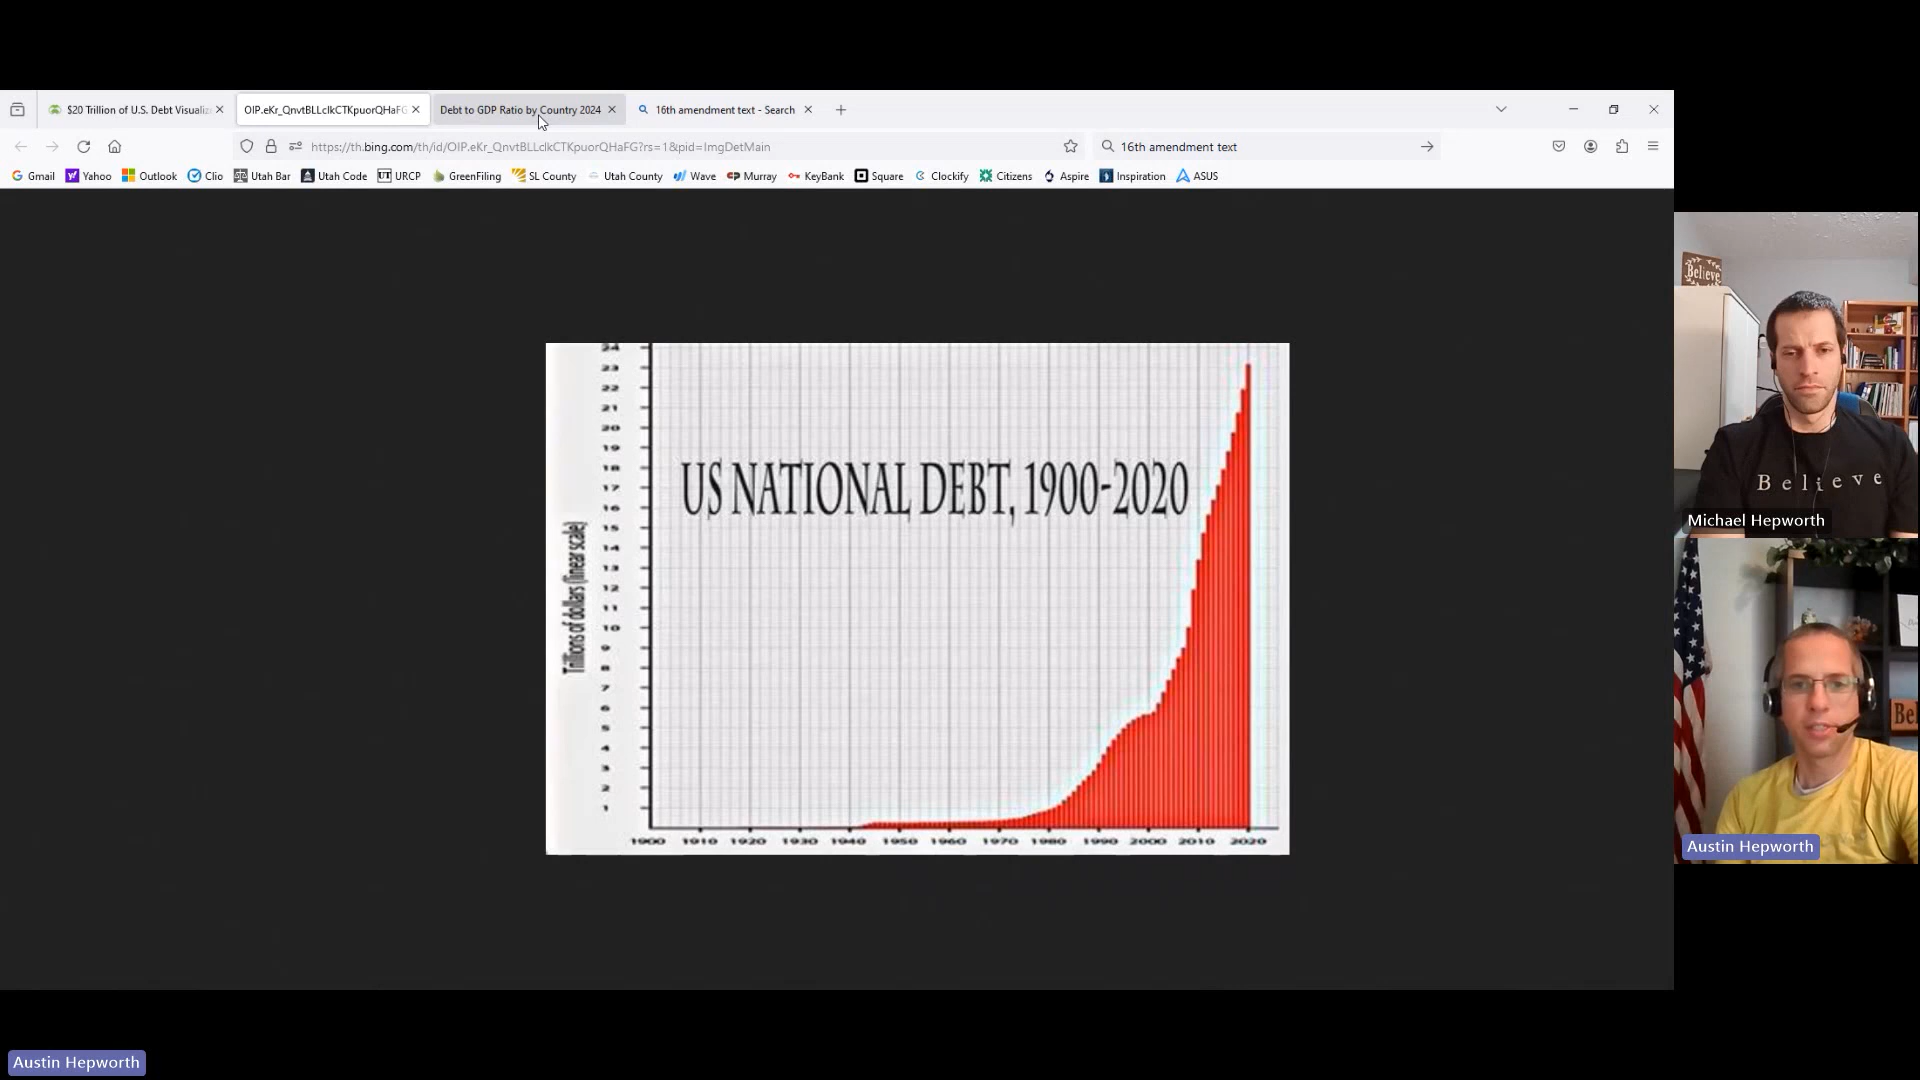 $20 Trillion of U.S. Debt Visualiz
OIP.eKr_QnvtBLLclkCTKpuorQHaFG
Debt to GDP Ratio by Country 2024
16th amendment text - Search
https://th.bing.com/th/id/OIP.eKr_QnvtBLLclkCTKpuorQHaFG?rs=1&pid=ImgDetMain
16th amendment text
Gmail Yahoo Outlook Clio Utah Bar Utah Code UT URCP GreenFiling SL County Utah County Wave CP Murray KeyBank Square Clockify Citizens Aspire Inspiration ASUS
US NATIONAL DEBT, 1900-2020
Trillions of dollars (linear scale)
24
23
22
21
20
19
18
17
16
15
14
13
12
11
10
9
8
7
6
5
4
3
2
1
1900 1910 1920 1930 1940 1950 1960 1970 1980 1990 2000 2010 2020
Believe
Believe
Michael Hepworth
Be
Austin Hepworth
Austin Hepworth